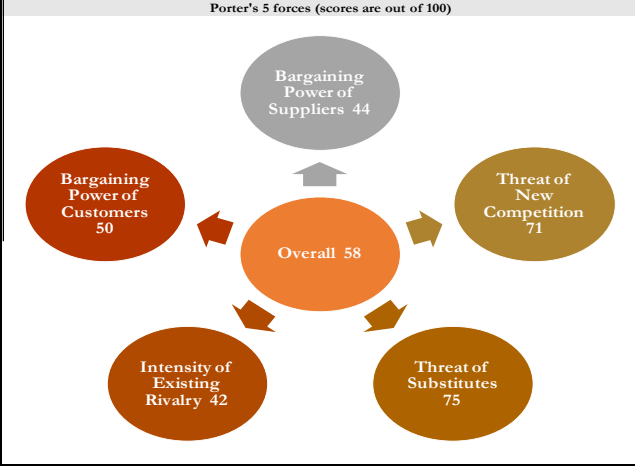 Porter's 5 forces (scores are out of 100)
Bargaining
Power of
Suppliers 44
Bargaining
Power of
Customers
50
Threat of
New
Competition
71
Overall 58
Intensity of
Existing
Rivalry 42
Threat of
Substitutes
75